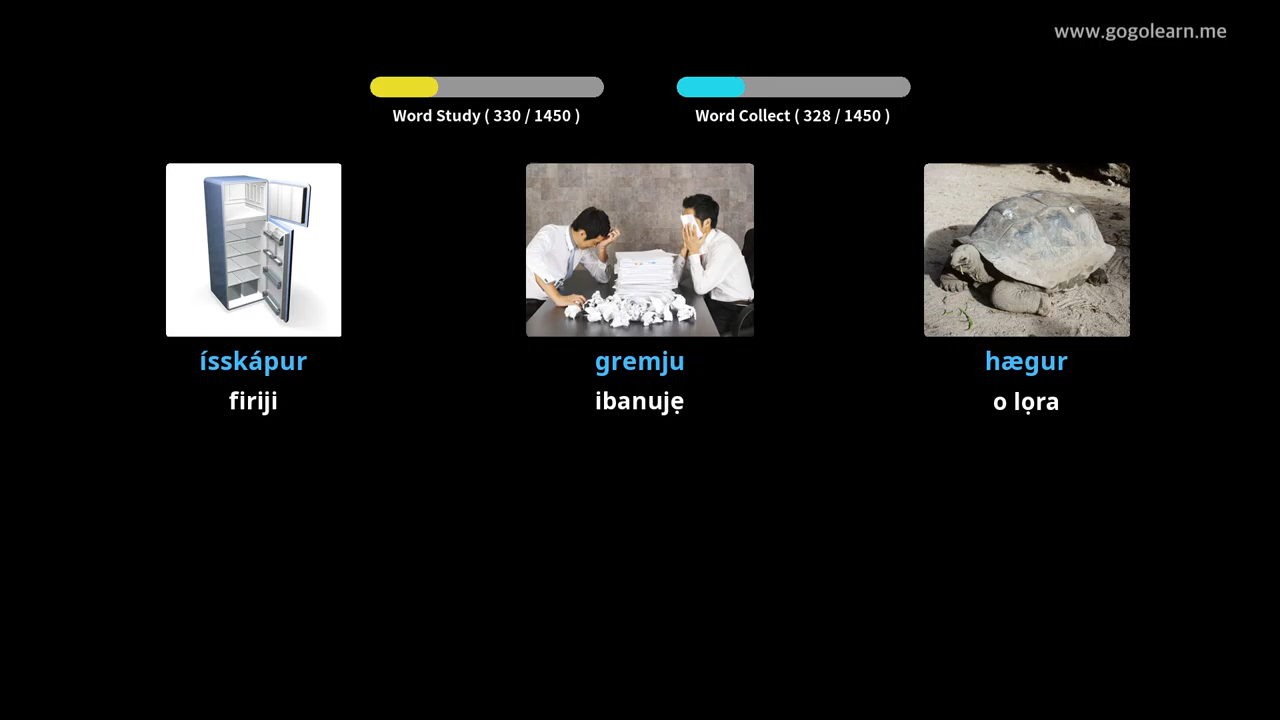 www.gogolearn.me
Word Study ( 330 / 1450 )
Word Collect ( 328 / 1450 )
ísskápur
gremju
hægur
firiji
ibanujẹ
o lọra